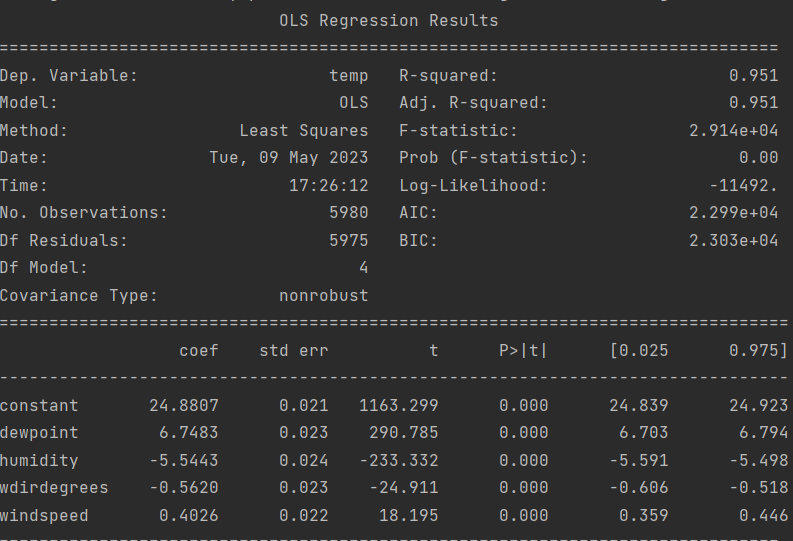 OLS Regression Results
==============================================================================
Dep. Variable:                   temp   R-squared:                       0.951
Model:                            OLS   Adj. R-squared:                  0.951
Method:                 Least Squares   F-statistic:                 2.914e+04
Date:                Tue, 09 May 2023   Prob (F-statistic):               0.00
Time:                        17:26:12   Log-Likelihood:                -11492.
No. Observations:                5980   AIC:                         2.299e+04
Df Residuals:                    5975   BIC:                         2.303e+04
Df Model:                           4
Covariance Type:            nonrobust
===============================================================================
                  coef    std err          t      P>|t|      [0.025      0.975]
-------------------------------------------------------------------------------
constant       24.8807      0.021   1163.299      0.000      24.839      24.923
dewpoint        6.7483      0.023    290.785      0.000       6.703       6.794
humidity       -5.5443      0.024   -233.332      0.000      -5.591      -5.498
wdirdegrees    -0.5620      0.023    -24.911      0.000      -0.606      -0.518
windspeed       0.4026      0.022     18.195      0.000       0.359       0.446
==============================================================================